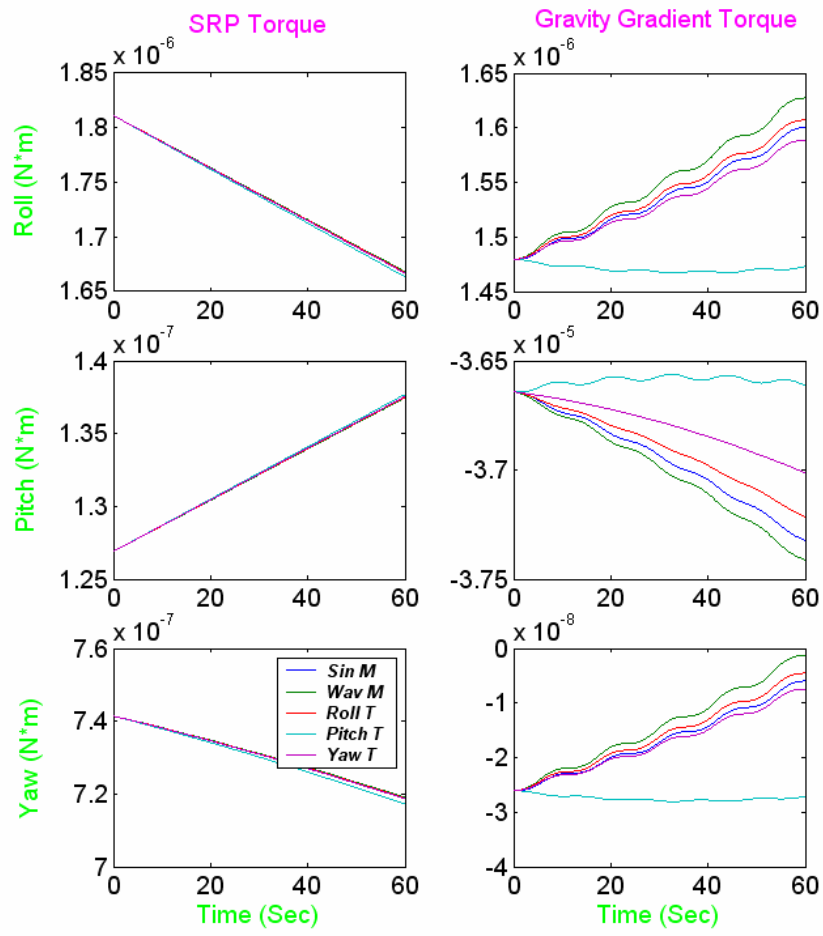 SRP Torque
Gravity Gradient Torque
x 10-6
1.85
1.8
1.75
1.7
1.65
0 20 40 60
Roll (N*m)
x 10-6
1.65
1.6
1.55
1.5
1.45
0 20 40 60
x 10-7
1.4
1.35
1.3
1.25
0 20 40 60
Pitch (N*m)
x 10-5
-3.65
-3.7
-3.75
0 20 40 60
x 10-7
7.6
7.4
7.2
7
0 20 40 60
Yaw (N*m)
Time (Sec)
Sin M
Wav M
Roll T
Pitch T
Yaw T
x 10-8
0
-1
-2
-3
-4
0 20 40 60
Time (Sec)